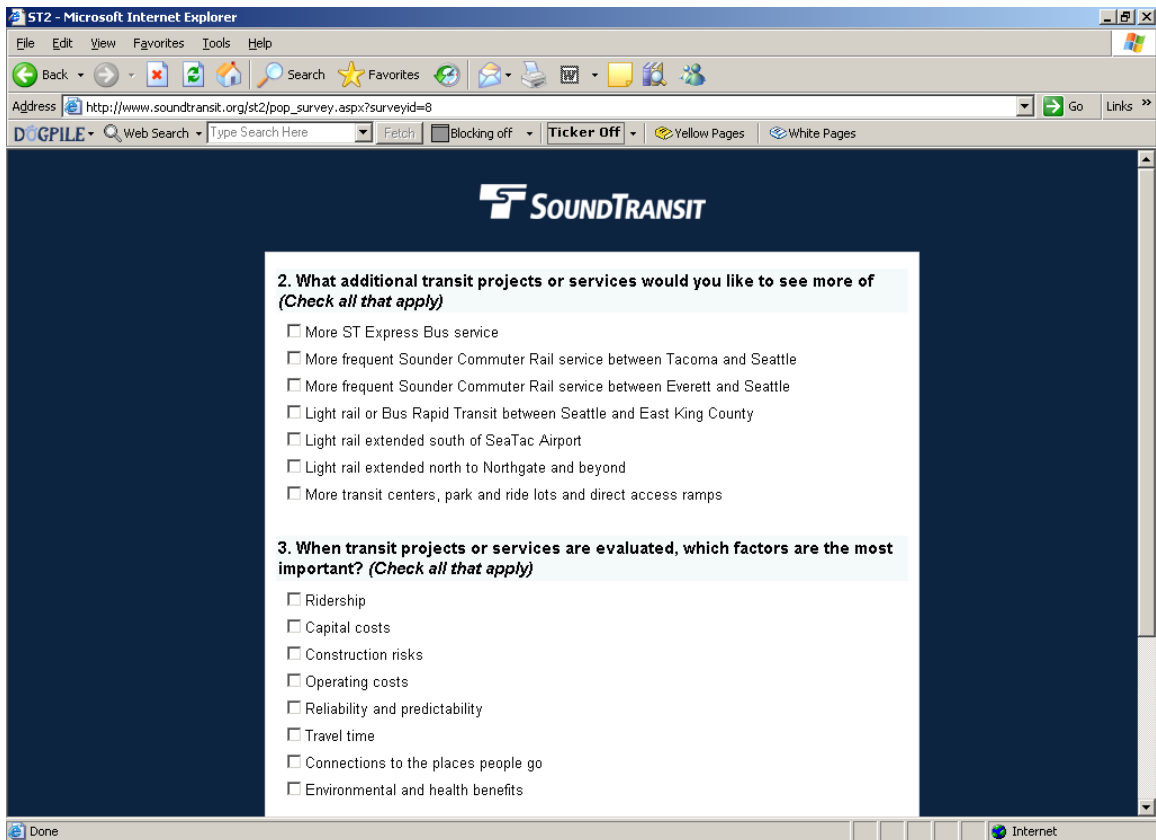 ST2 - Microsoft Internet Explorer
File Edit View Favorites Tools Help
Back Search Favorites
Address http://www.soundtransit.org/st2/pop_survey.aspx?surveyid=8 Go Links »
DOGPILE Web Search Type Search Here Fetch Blocking off Ticker Off Yellow Pages White Pages
SOUNDTRANSIT
2. What additional transit projects or services would you like to see more of
(Check all that apply)
More ST Express Bus service
More frequent Sounder Commuter Rail service between Tacoma and Seattle
More frequent Sounder Commuter Rail service between Everett and Seattle
Light rail or Bus Rapid Transit between Seattle and East King County
Light rail extended south of SeaTac Airport
Light rail extended north to Northgate and beyond
More transit centers, park and ride lots and direct access ramps
3. When transit projects or services are evaluated, which factors are the most
important? (Check all that apply)
Ridership
Capital costs
Construction risks
Operating costs
Reliability and predictability
Travel time
Connections to the places people go
Environmental and health benefits
Done Internet